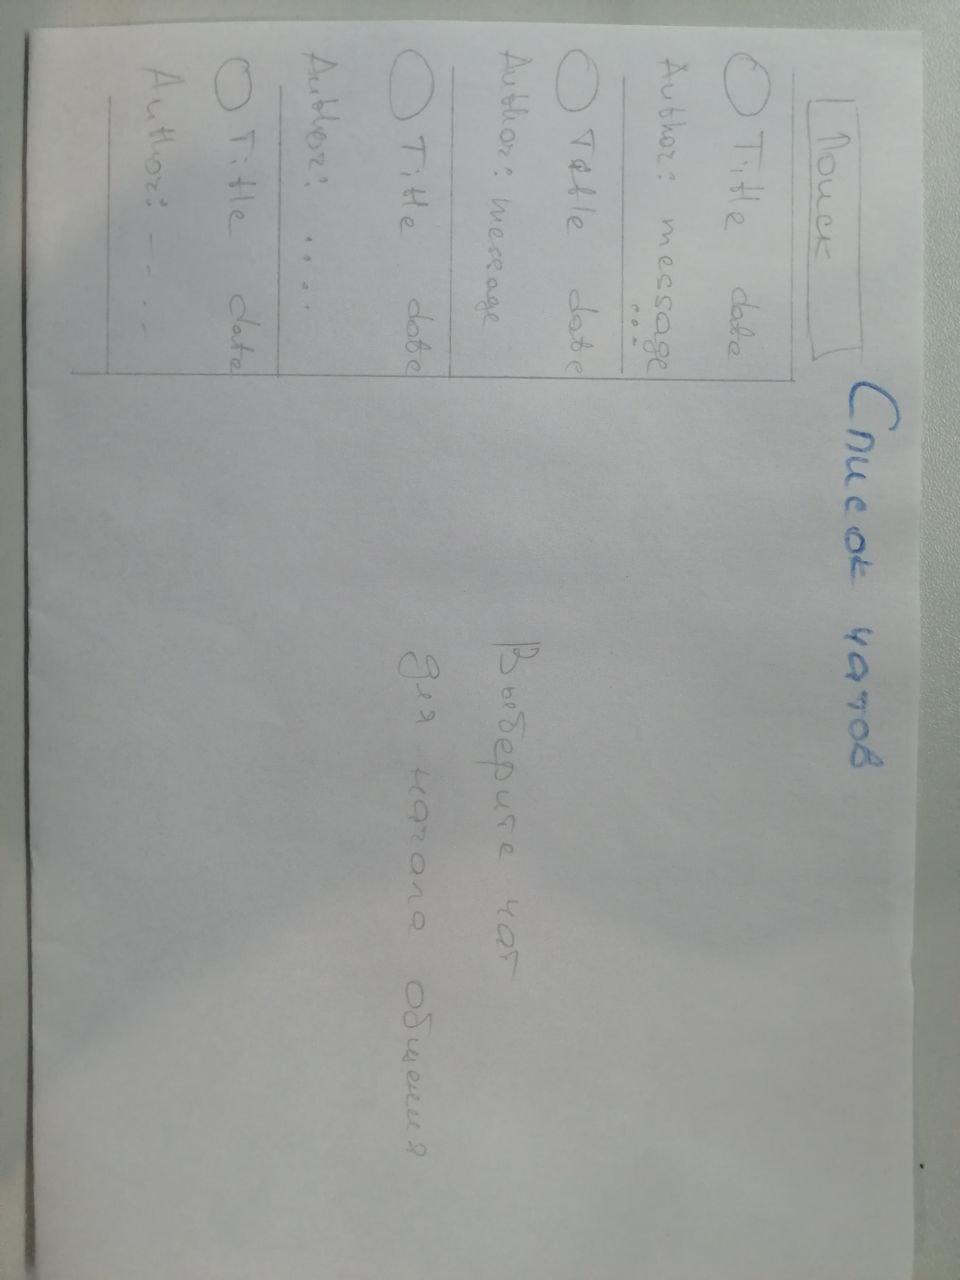 Список чатов
Поиск
Title date
Author: message
...
Title date
Author: message
Title date
Author: .....
Title date
Author: - - - -
Выберите чат
для начала общения